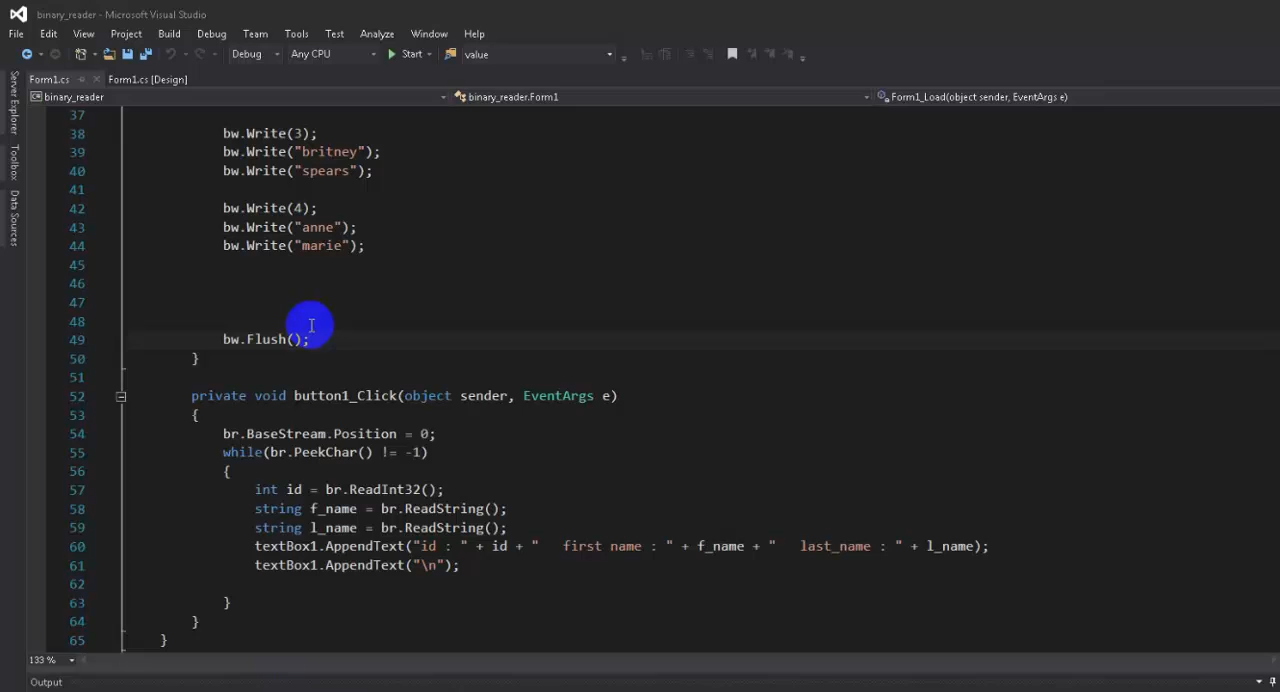 binary_reader - Microsoft Visual Studio
File Edit View Project Build Debug Team Tools Test Analyze Window Help
Debug Any CPU Start value
Form1.cs Form1.cs [Design]
binary_reader binary_reader.Form1 Form1_Load(object sender, EventArgs e)
Server Explorer
Toolbox
Data Sources
37
38 bw.Write(3);
39 bw.Write("britney");
40 bw.Write("spears");
41
42 bw.Write(4);
43 bw.Write("anne");
44 bw.Write("marie");
45
46
47
48
49 bw.Flush();
50 }
51
52 private void button1_Click(object sender, EventArgs e)
53 {
54 br.BaseStream.Position = 0;
55 while(br.PeekChar() != -1)
56 {
57 int id = br.ReadInt32();
58 string f_name = br.ReadString();
59 string l_name = br.ReadString();
60 textBox1.AppendText("id : " + id + "   first name : " + f_name + "   last_name : " + l_name);
61 textBox1.AppendText("\n");
62
63 }
64 }
65 }
133 %
Output